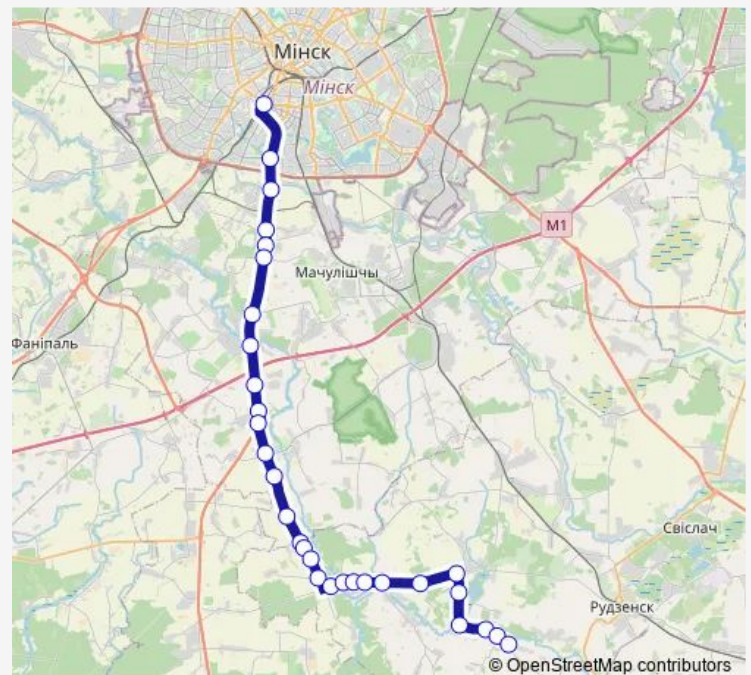 Мінск
Мінск
M1
Мачулішчы
Фаніпаль
Свіслач
Рудзенск
© OpenStreetMap contributors